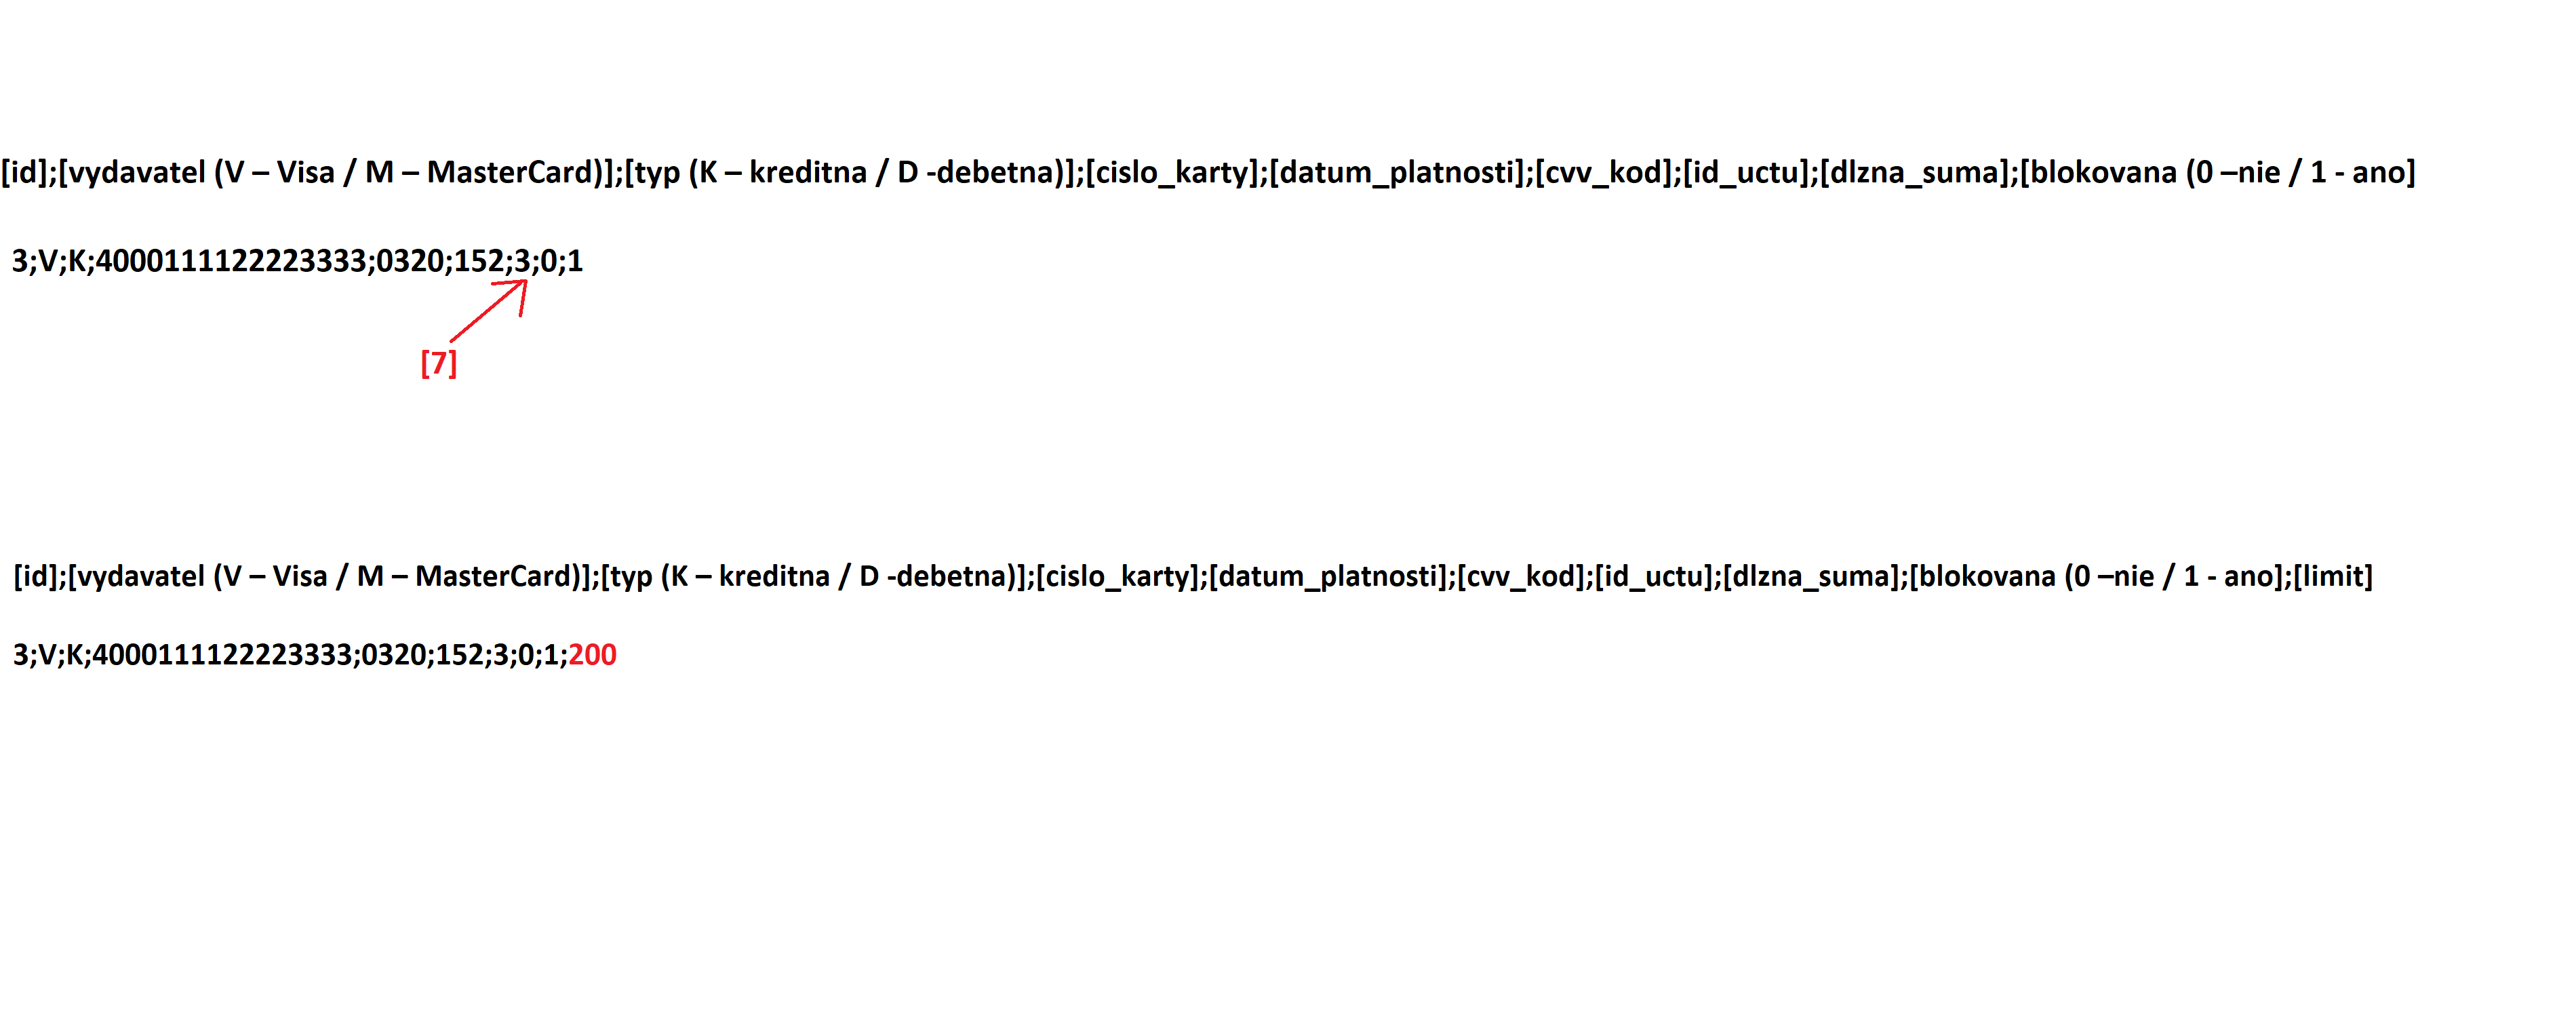 [id];[vydavatel (V – Visa / M – MasterCard)];[typ (K – kreditna / D -debetna)];[cislo_karty];[datum_platnosti];[cvv_kod];[id_uctu];[dlzna_suma];[blokovana (0 –nie / 1 - ano]
3;V;K;4000111122223333;0320;152;3;0;1
[7]
[id];[vydavatel (V – Visa / M – MasterCard)];[typ (K – kreditna / D -debetna)];[cislo_karty];[datum_platnosti];[cvv_kod];[id_uctu];[dlzna_suma];[blokovana (0 –nie / 1 - ano];[limit]
3;V;K;4000111122223333;0320;152;3;0;1;200